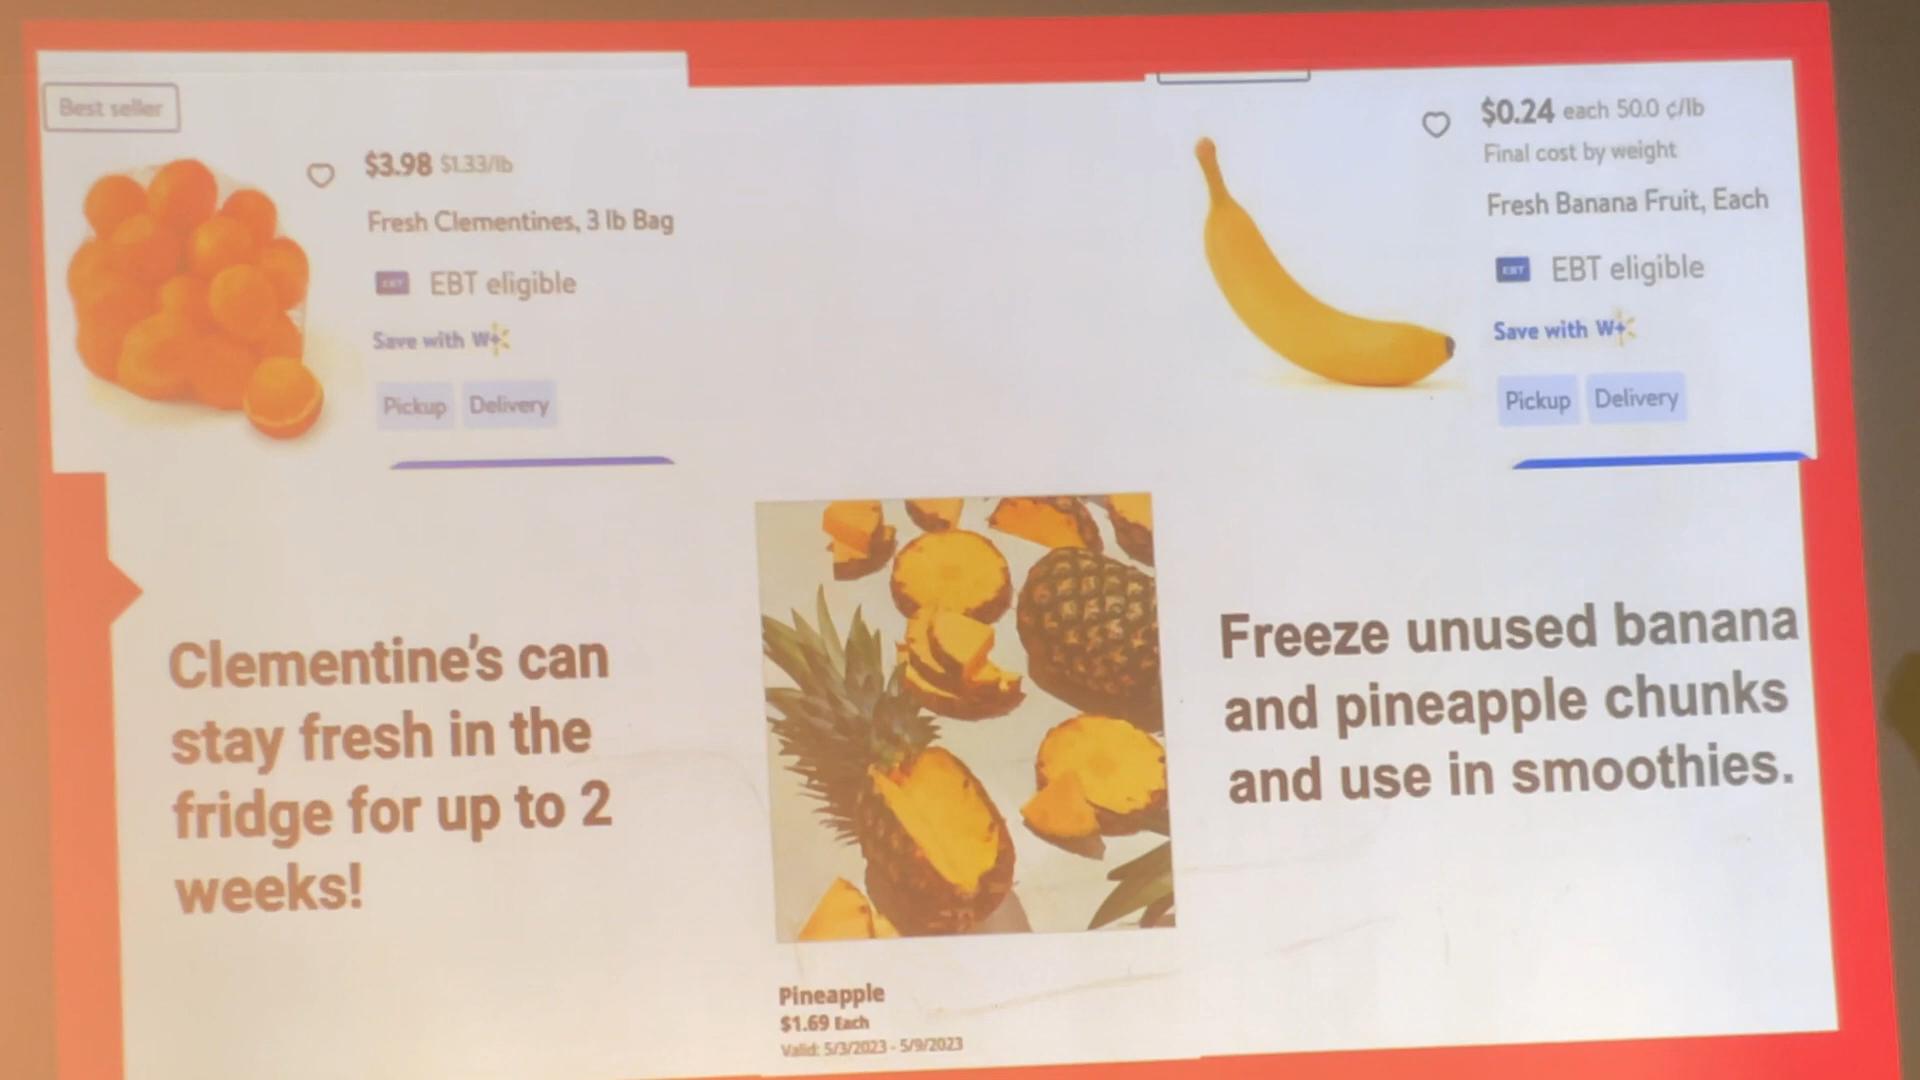 Best seller
$3.98 $1.33/lb
Fresh Clementines, 3 lb Bag
EBT EBT eligible
Save with W+
Pickup Delivery
$0.24 each 50.0 ¢/lb
Final cost by weight
Fresh Banana Fruit, Each
EBT EBT eligible
Save with W+
Pickup Delivery
Clementine's can
stay fresh in the
fridge for up to 2
weeks!
Pineapple
$1.69 Each
Valid: 5/3/2023 - 5/9/2023
Freeze unused banana
and pineapple chunks
and use in smoothies.